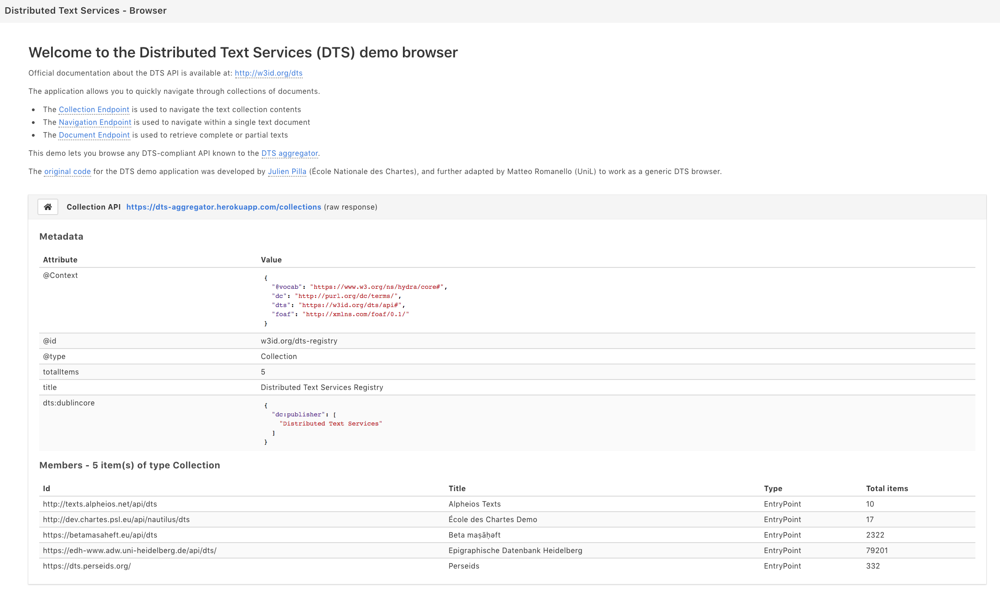 Distributed Text Services - Browser
Welcome to the Distributed Text Services (DTS) demo browser
Official documentation about the DTS API is available at: http://w3id.org/dts
The application allows you to quickly navigate through collections of documents.
• The Collection Endpoint is used to navigate the text collection contents
• The Navigation Endpoint is used to navigate within a single text document
• The Document Endpoint is used to retrieve complete or partial texts
This demo lets you browse any DTS-compliant API known to the DTS aggregator.
The original code for the DTS demo application was developed by Julien Pilla (École Nationale des Chartes), and further adapted by Matteo Romanello (UniL) to work as a generic DTS browser.
Collection API https://dts-aggregator.herokuapp.com/collections (raw response)
Metadata
Attribute Value
@Context {
"@vocab": "https://www.w3.org/ns/hydra/core#",
"dc": "http://purl.org/dc/terms/",
"dts": "https://w3id.org/dts/api#",
"foaf": "http://xmlns.com/foaf/0.1/"
}
@id w3id.org/dts-registry
@type Collection
totalItems 5
title Distributed Text Services Registry
dts:dublincore {
"dc:publisher": [
"Distributed Text Services"
]
}
Members - 5 item(s) of type Collection
Id Title Type Total items
http://texts.alpheios.net/api/dts Alpheios Texts EntryPoint 10
http://dev.chartes.psl.eu/api/nautilus/dts École des Chartes Demo EntryPoint 17
https://betamasaheft.eu/api/dts Beta maṣāḥǝft EntryPoint 2322
https://edh-www.adw.uni-heidelberg.de/api/dts/ Epigraphische Datenbank Heidelberg EntryPoint 79201
https://dts.perseids.org/ Perseids EntryPoint 332